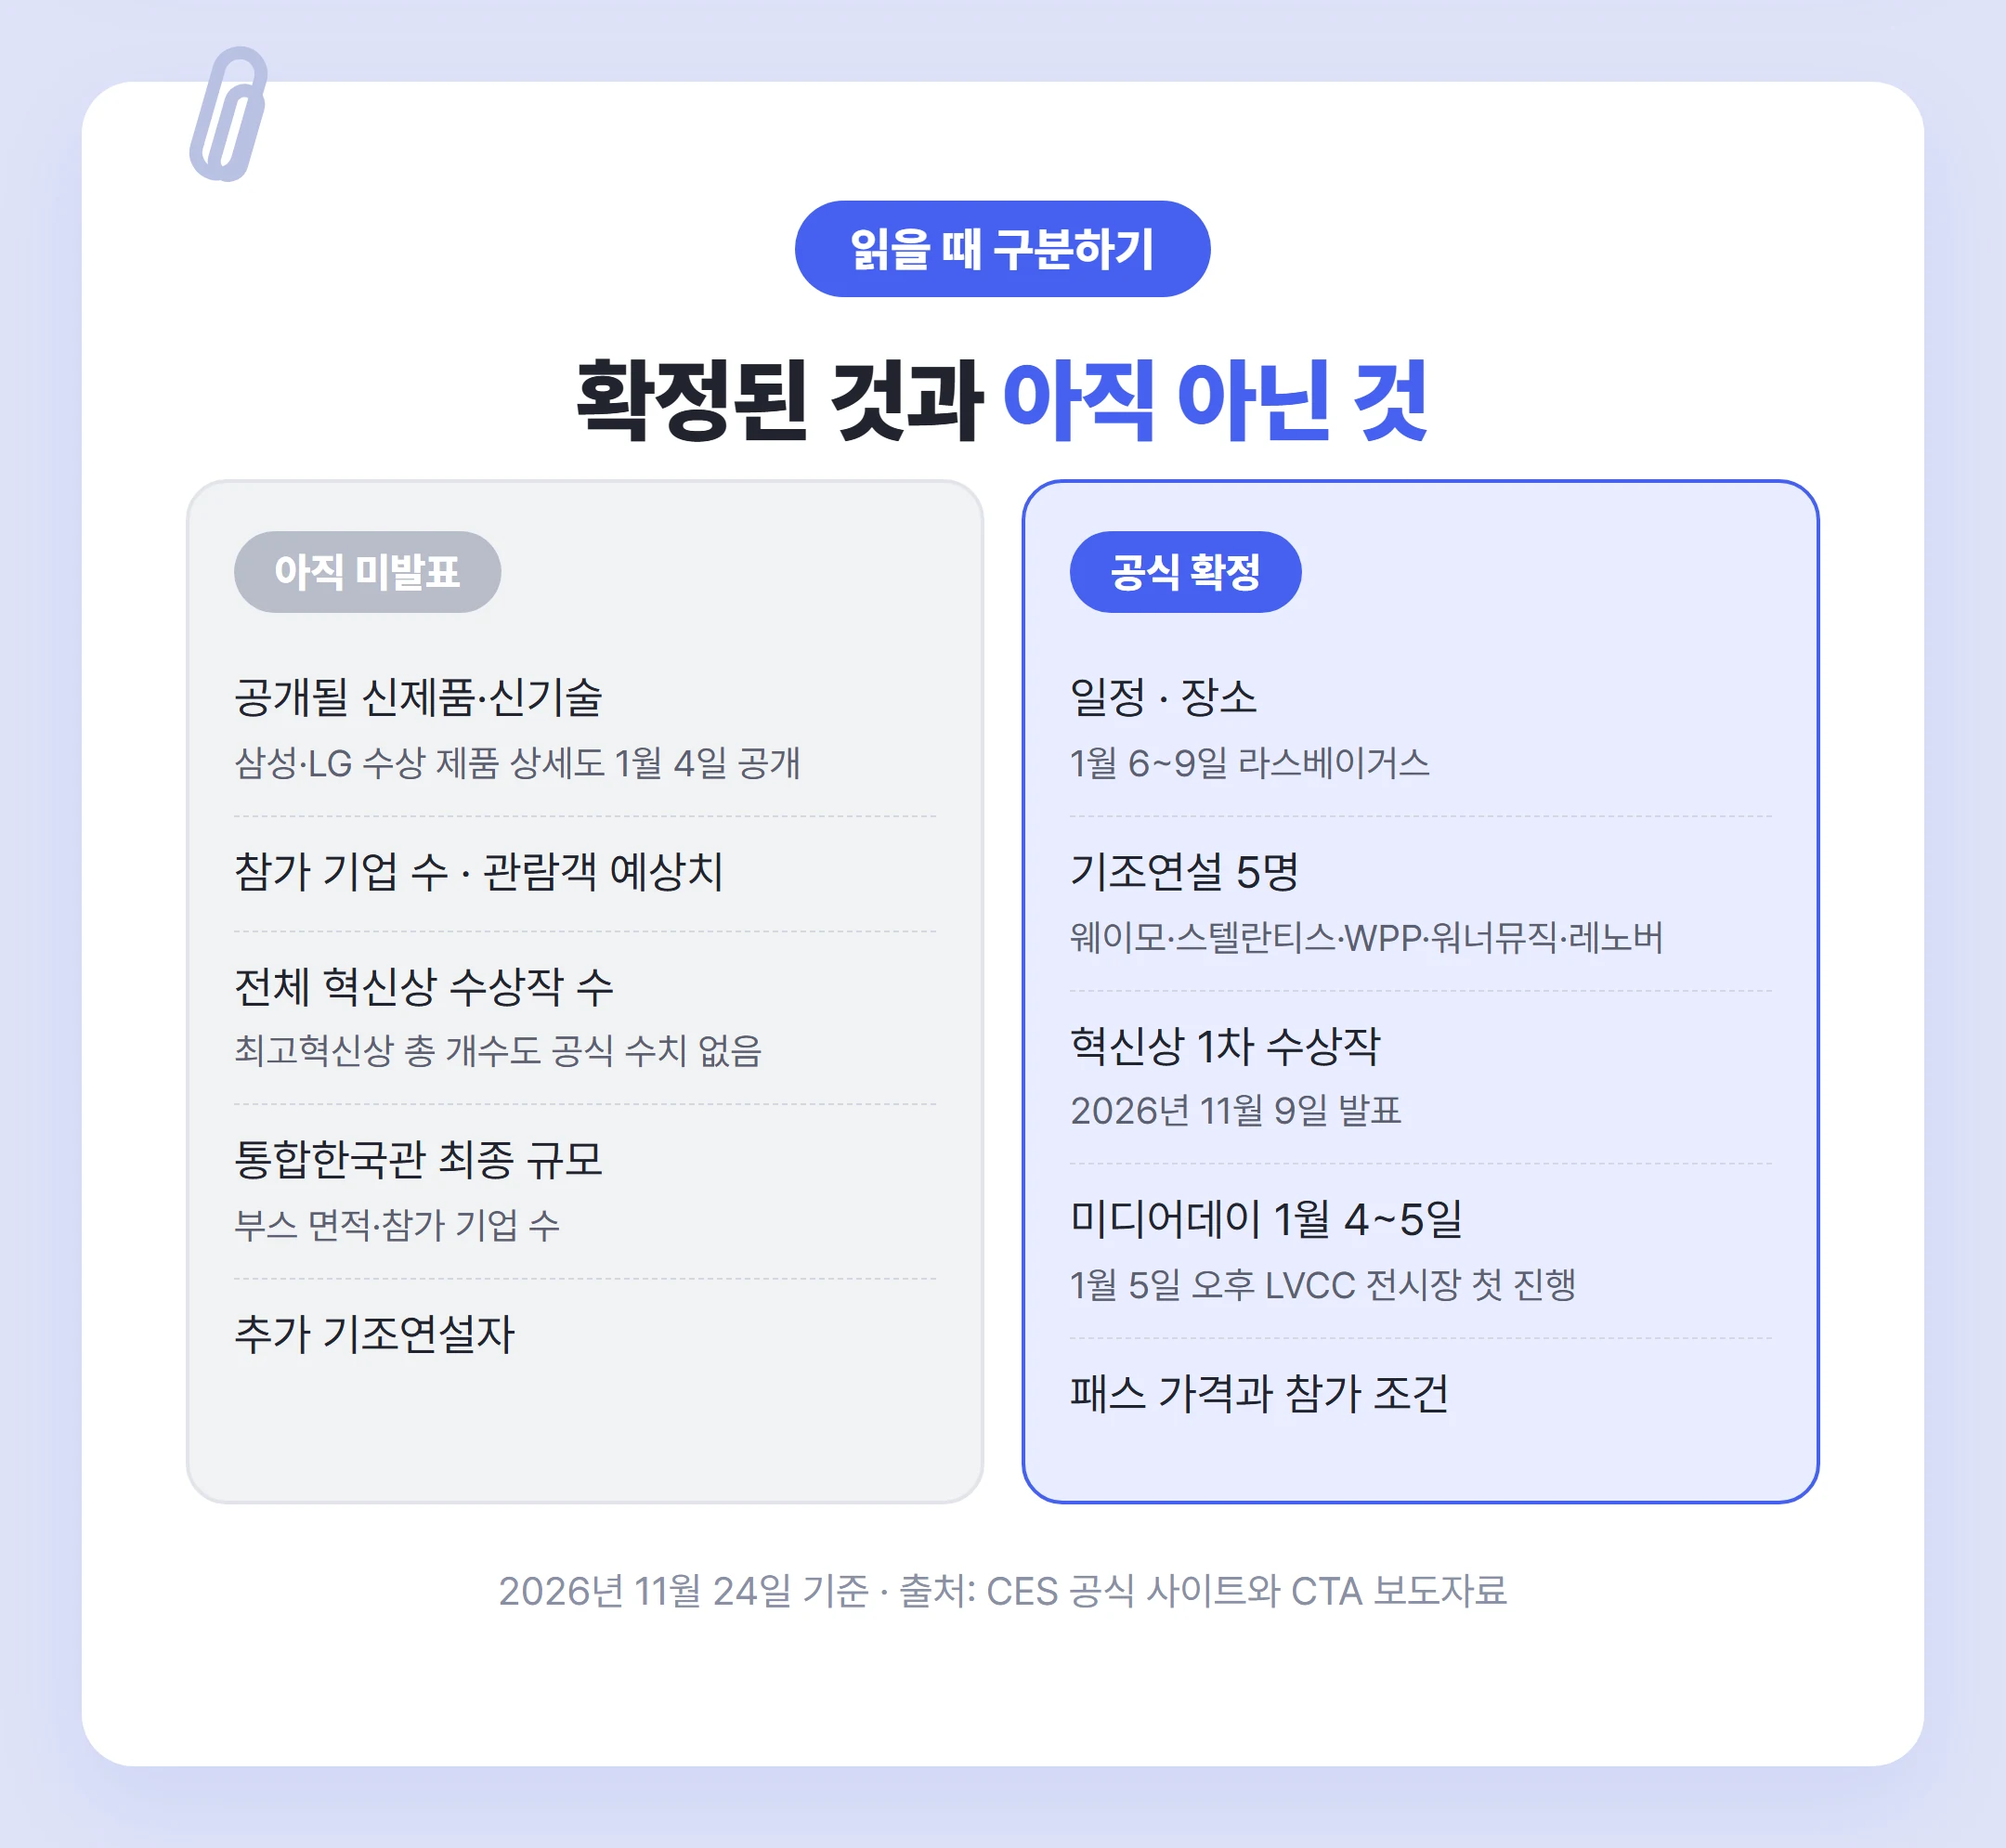 읽을 때 구분하기
확정된 것과 아직 아닌 것
아직 미발표
공개될 신제품·신기술
삼성·LG 수상 제품 상세도 1월 4일 공개
참가 기업 수 · 관람객 예상치
전체 혁신상 수상작 수
최고혁신상 총 개수도 공식 수치 없음
통합한국관 최종 규모
부스 면적·참가 기업 수
추가 기조연설자
공식 확정
일정 · 장소
1월 6~9일 라스베이거스
기조연설 5명
웨이모·스텔란티스·WPP·워너뮤직·레노버
혁신상 1차 수상작
2026년 11월 9일 발표
미디어데이 1월 4~5일
1월 5일 오후 LVCC 전시장 첫 진행
패스 가격과 참가 조건
2026년 11월 24일 기준 · 출처: CES 공식 사이트와 CTA 보도자료